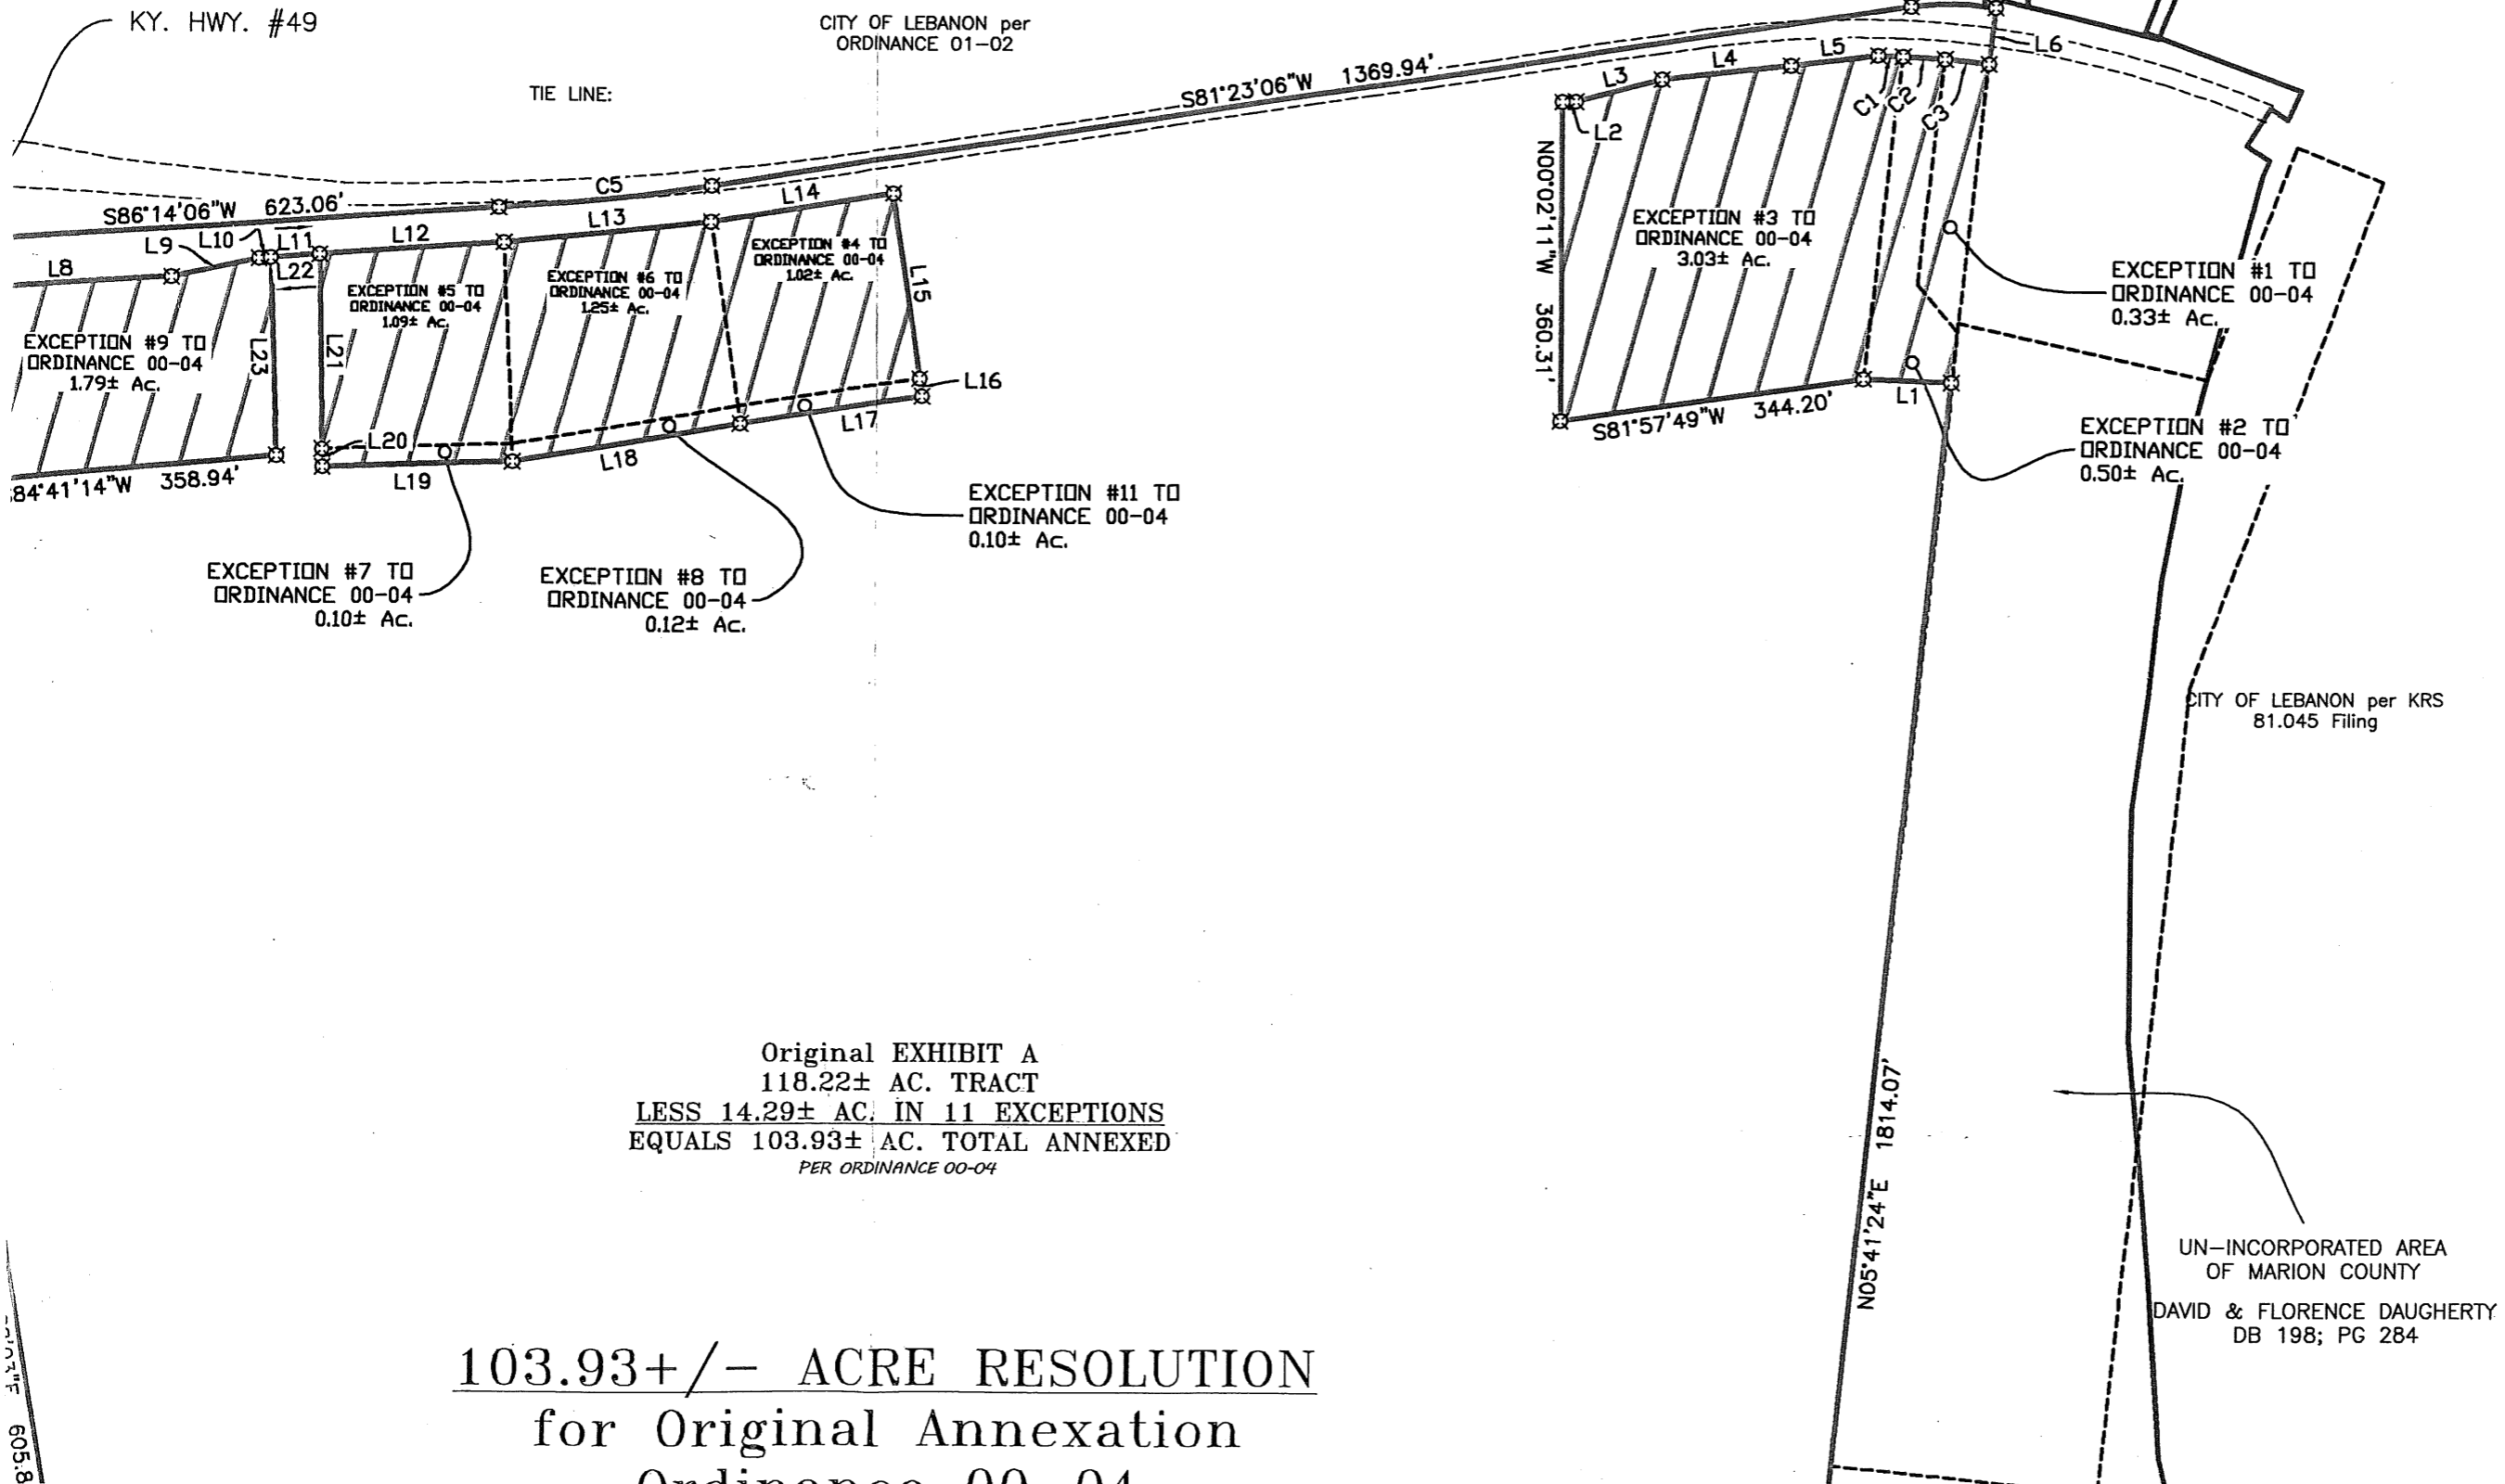 KY. HWY. #49
CITY OF LEBANON per
ORDINANCE 01-02
TIE LINE:
S81°23'06"W 1369.94'
L6
L5
L4
L3
L2
C1
C2
C3
C5
L14
L13
S86°14'06"W 623.06'
L12
L11
L10
L9
L8
L22
L15
N00°02'11"W 360.31'
EXCEPTION #3 TO
ORDINANCE 00-04
3.03± Ac.
EXCEPTION #4 TO
ORDINANCE 00-04
1.02± Ac.
EXCEPTION #6 TO
ORDINANCE 00-04
1.25± Ac.
EXCEPTION #5 TO
ORDINANCE 00-04
1.09± Ac.
EXCEPTION #9 TO
ORDINANCE 00-04
1.79± Ac.
EXCEPTION #1 TO
ORDINANCE 00-04
0.33± Ac.
L23
L21
L16
L17
L18
L20
L19
84°41'14"W 358.94'
S81°57'49"W 344.20'
L1
EXCEPTION #2 TO
ORDINANCE 00-04
0.50± Ac.
EXCEPTION #11 TO
ORDINANCE 00-04
0.10± Ac.
EXCEPTION #7 TO
ORDINANCE 00-04
0.10± Ac.
EXCEPTION #8 TO
ORDINANCE 00-04
0.12± Ac.
CITY OF LEBANON per KRS
81.045 Filing
Original EXHIBIT A
118.22± AC. TRACT
LESS 14.29± AC. IN 11 EXCEPTIONS
EQUALS 103.93± AC. TOTAL ANNEXED
PER ORDINANCE 00-04
N05°41'24"E 1814.07'
UN-INCORPORATED AREA
OF MARION COUNTY
DAVID & FLORENCE DAUGHERTY
DB 198; PG 284
605.8
103.93+/- ACRE RESOLUTION
for Original Annexation
Ordinance 00-04